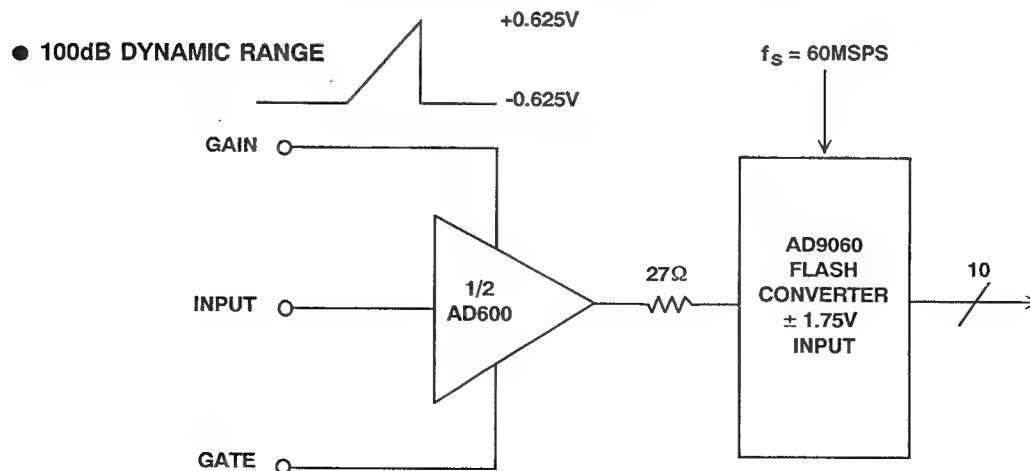 ● 100dB DYNAMIC RANGE
+0.625V
-0.625V
fS = 60MSPS
GAIN
INPUT
GATE
1/2
AD600
27Ω
AD9060
FLASH
CONVERTER
± 1.75V
INPUT
10